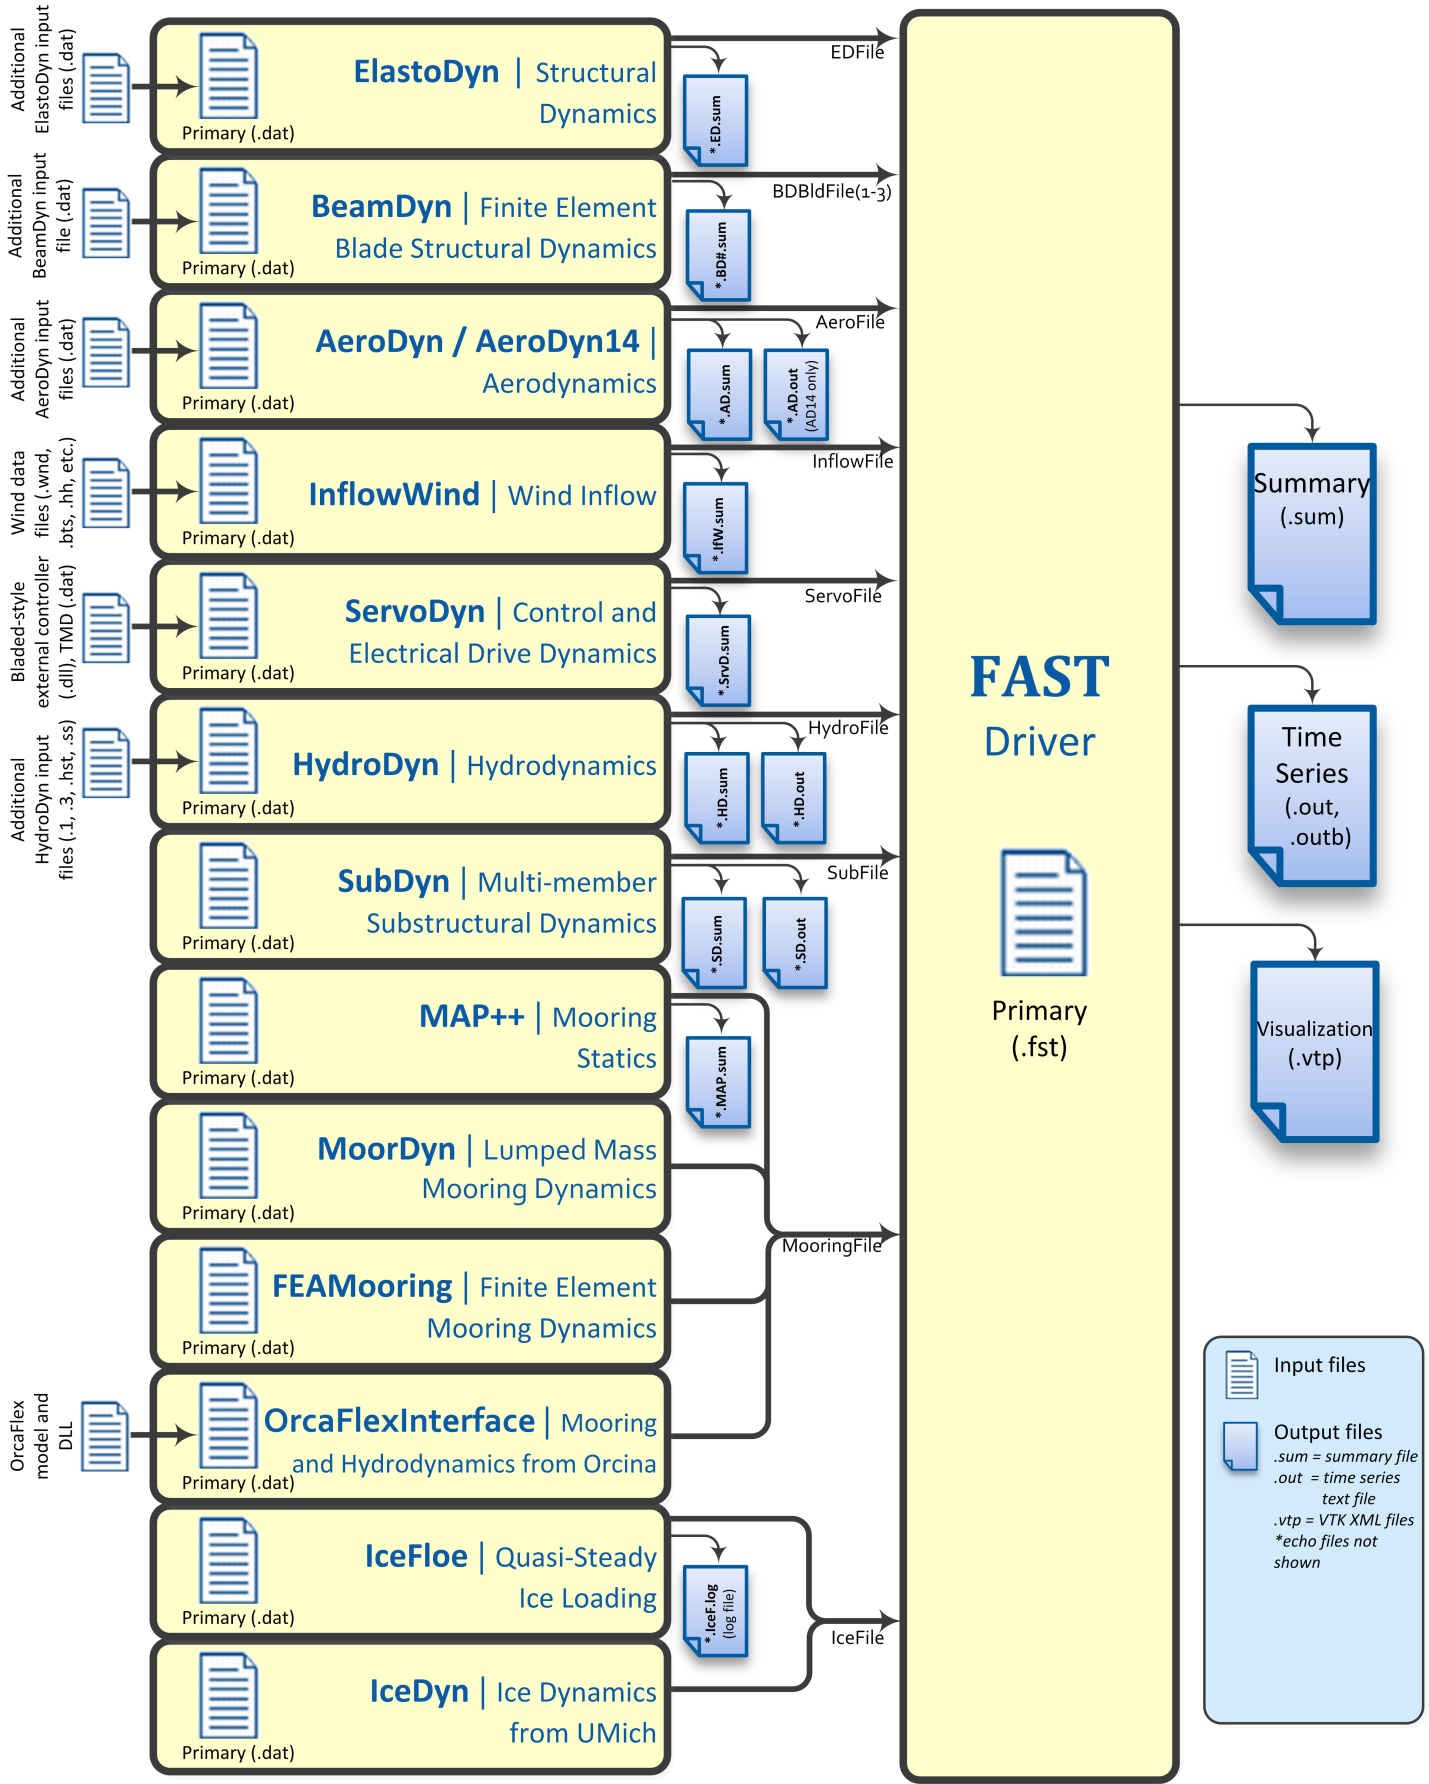 Additional
ElastoDyn input
files (.dat)
Primary (.dat)
ElastoDyn | Structural
Dynamics
EDFile
*.ED.sum
Additional
BeamDyn input
file (.dat)
Primary (.dat)
BeamDyn | Finite Element
Blade Structural Dynamics
BDBldFile(1-3)
*.BD#.sum
Additional
AeroDyn input
files (.dat)
Primary (.dat)
AeroDyn / AeroDyn14 |
Aerodynamics
AeroFile
*.AD.sum
*.AD.out
(AD14 only)
Wind data
files (.wnd,
.bts, .hh, etc.)
Primary (.dat)
InflowWind | Wind Inflow
InflowFile
*.IfW.sum
Bladed-style
external controller
(.dll), TMD (.dat)
Primary (.dat)
ServoDyn | Control and
Electrical Drive Dynamics
ServoFile
*.SrvD.sum
Additional
HydroDyn input
files (.1, .3, .hst, .ss)
Primary (.dat)
HydroDyn | Hydrodynamics
HydroFile
*.HD.sum
*.HD.out
Primary (.dat)
SubDyn | Multi-member
Substructural Dynamics
SubFile
*.SD.sum
*.SD.out
Primary (.dat)
MAP++ | Mooring
Statics
*.MAP.sum
Primary (.dat)
MoorDyn | Lumped Mass
Mooring Dynamics
MooringFile
Primary (.dat)
FEAMooring | Finite Element
Mooring Dynamics
OrcaFlex
model and
DLL
Primary (.dat)
OrcaFlexInterface | Mooring
and Hydrodynamics from Orcina
Primary (.dat)
IceFloe | Quasi-Steady
Ice Loading
*.IceF.log
(log file)
IceFile
Primary (.dat)
IceDyn | Ice Dynamics
from UMich
FAST
Driver
Primary
(.fst)
Summary
(.sum)
Time
Series
(.out,
.outb)
Visualization
(.vtp)
Input files
Output files
.sum = summary file
.out = time series
text file
.vtp = VTK XML files
*echo files not
shown